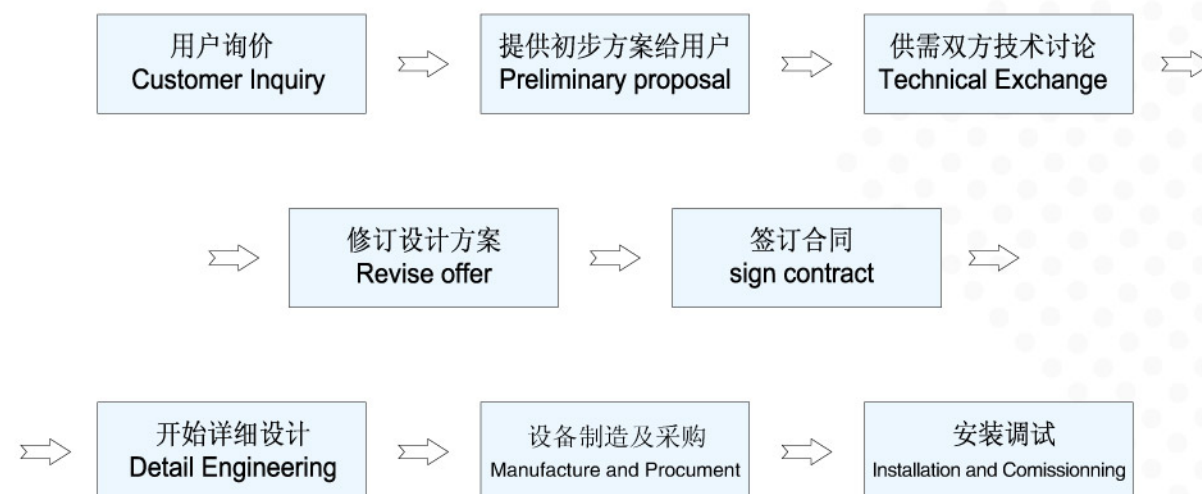 用户询价
Customer Inquiry
提供初步方案给用户
Preliminary proposal
供需双方技术讨论
Technical Exchange
修订设计方案
Revise offer
签订合同
sign contract
开始详细设计
Detail Engineering
设备制造及采购
Manufacture and Procument
安装调试
Installation and Comissionning